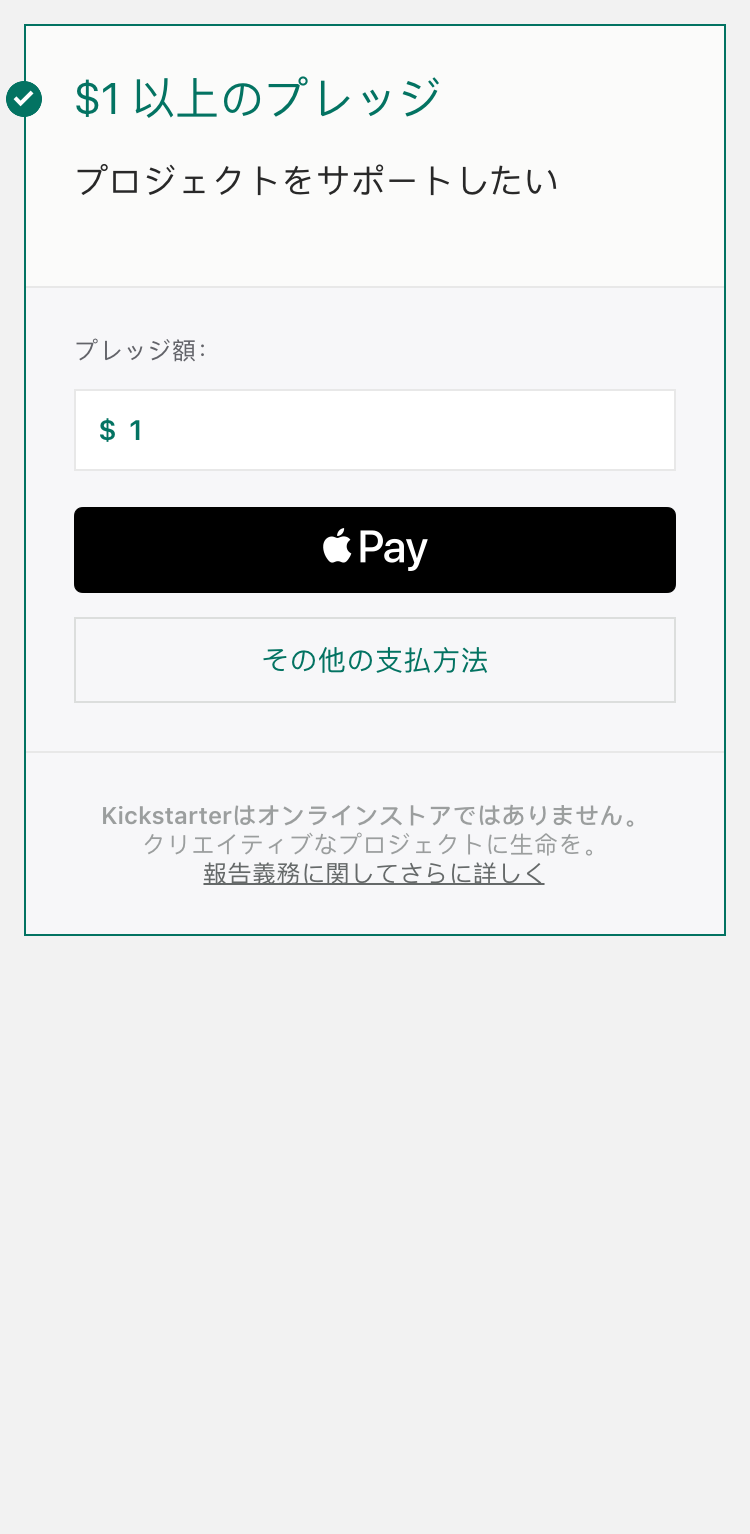 $1 以上のプレッジ
プロジェクトをサポートしたい
プレッジ額：
$ 1
Pay
その他の支払方法
Kickstarterはオンラインストアではありません。
クリエイティブなプロジェクトに生命を。
報告義務に関してさらに詳しく